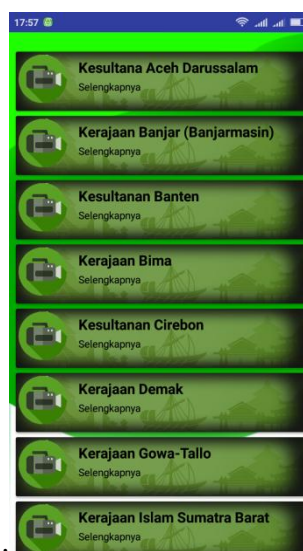 17:57
Kesultana Aceh Darussalam
Selengkapnya
Kerajaan Banjar (Banjarmasin)
Selengkapnya
Kesultanan Banten
Selengkapnya
Kerajaan Bima
Selengkapnya
Kesultanan Cirebon
Selengkapnya
Kerajaan Demak
Selengkapnya
Kerajaan Gowa-Tallo
Selengkapnya
Kerajaan Islam Sumatra Barat
Selengkapnya